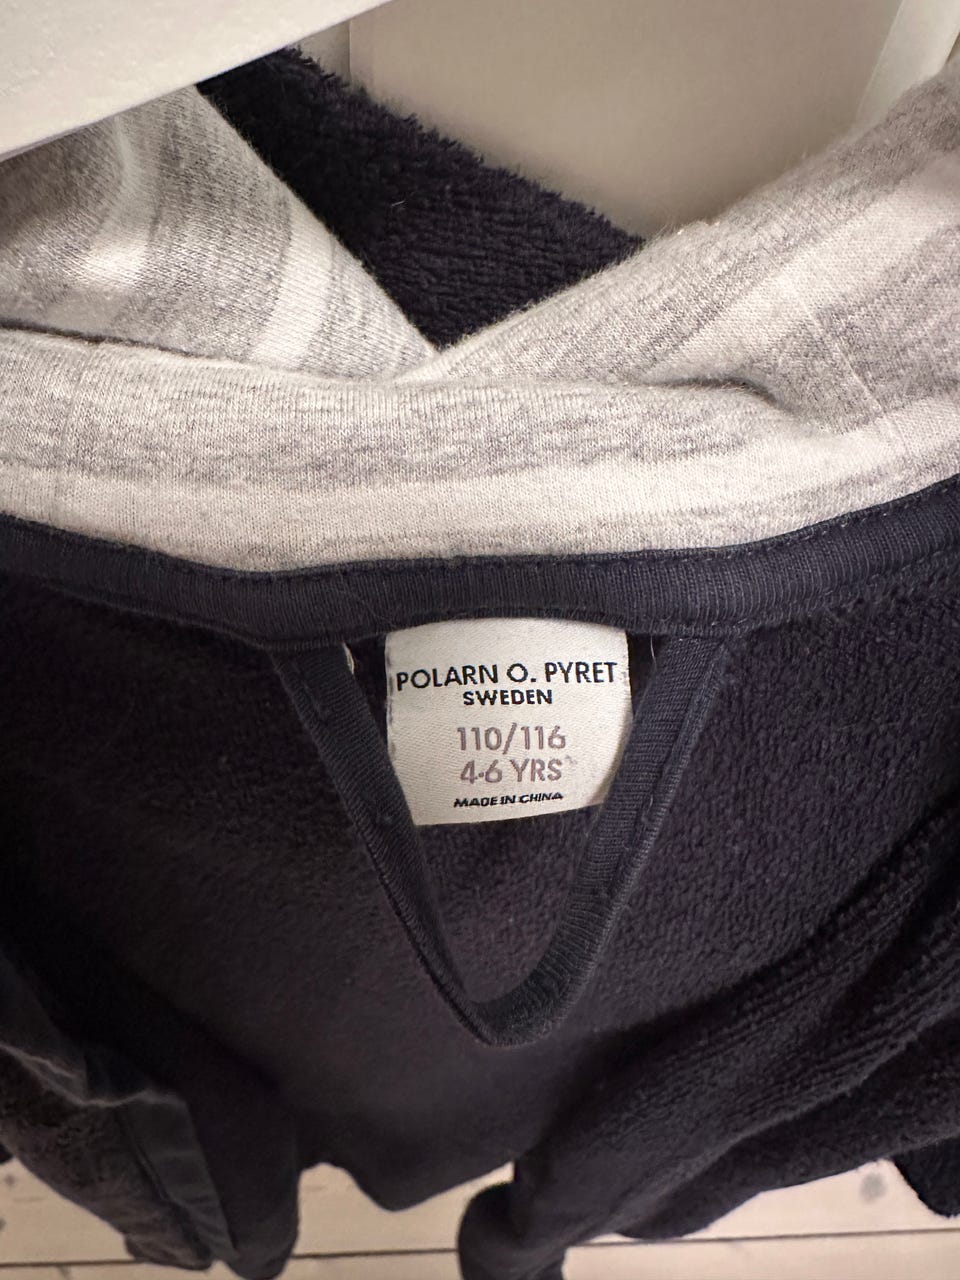 POLARN O. PYRET
SWEDEN
110/116
4-6 YRS
MADE IN CHINA